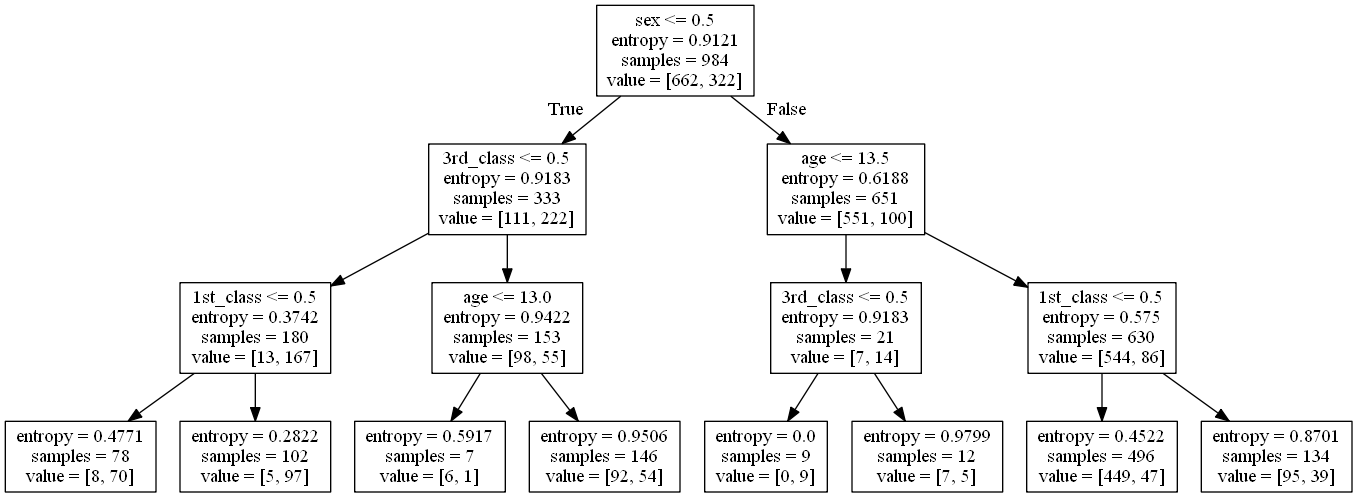 sex <= 0.5
entropy = 0.9121
samples = 984
value = [662, 322]
True
False
3rd_class <= 0.5
entropy = 0.9183
samples = 333
value = [111, 222]
age <= 13.5
entropy = 0.6188
samples = 651
value = [551, 100]
1st_class <= 0.5
entropy = 0.3742
samples = 180
value = [13, 167]
age <= 13.0
entropy = 0.9422
samples = 153
value = [98, 55]
3rd_class <= 0.5
entropy = 0.9183
samples = 21
value = [7, 14]
1st_class <= 0.5
entropy = 0.575
samples = 630
value = [544, 86]
entropy = 0.4771
samples = 78
value = [8, 70]
entropy = 0.2822
samples = 102
value = [5, 97]
entropy = 0.5917
samples = 7
value = [6, 1]
entropy = 0.9506
samples = 146
value = [92, 54]
entropy = 0.0
samples = 9
value = [0, 9]
entropy = 0.9799
samples = 12
value = [7, 5]
entropy = 0.4522
samples = 496
value = [449, 47]
entropy = 0.8701
samples = 134
value = [95, 39]